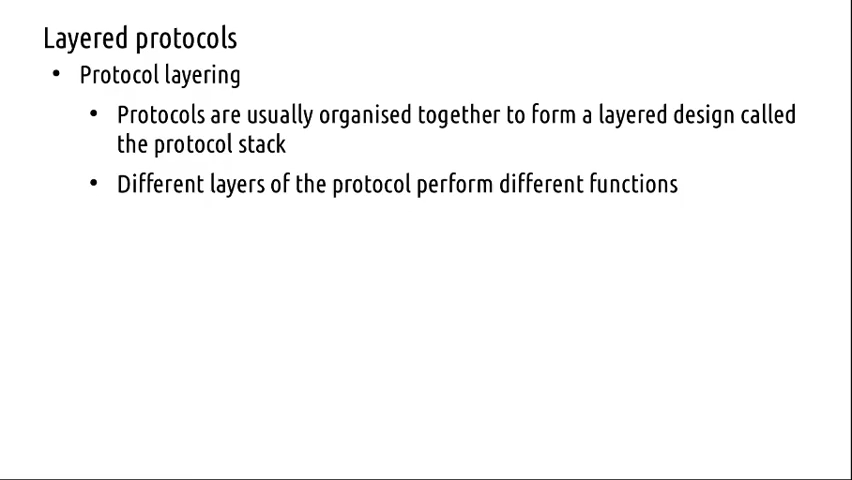 Layered protocols
• Protocol layering
• Protocols are usually organised together to form a layered design called
the protocol stack
• Different layers of the protocol perform different functions